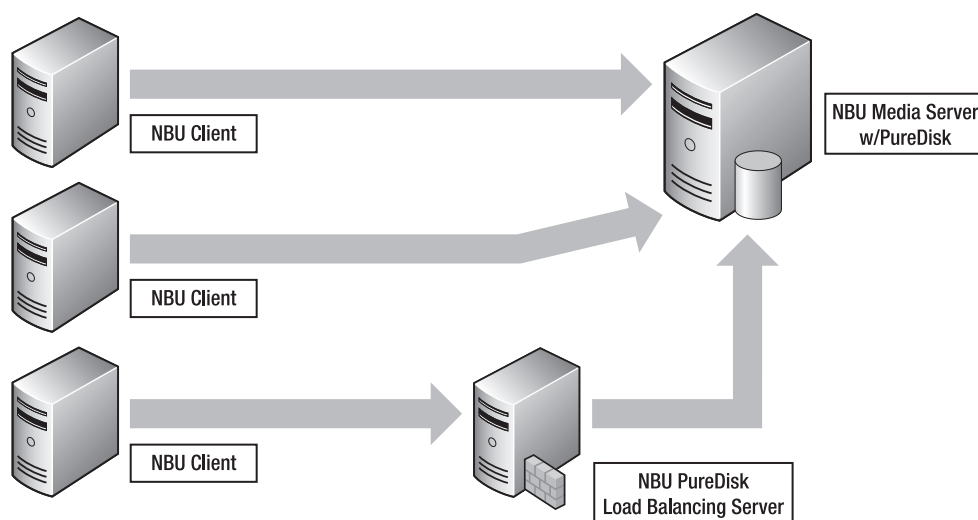 NBU Client
NBU Media Server
w/PureDisk
NBU Client
NBU Client
NBU PureDisk
Load Balancing Server